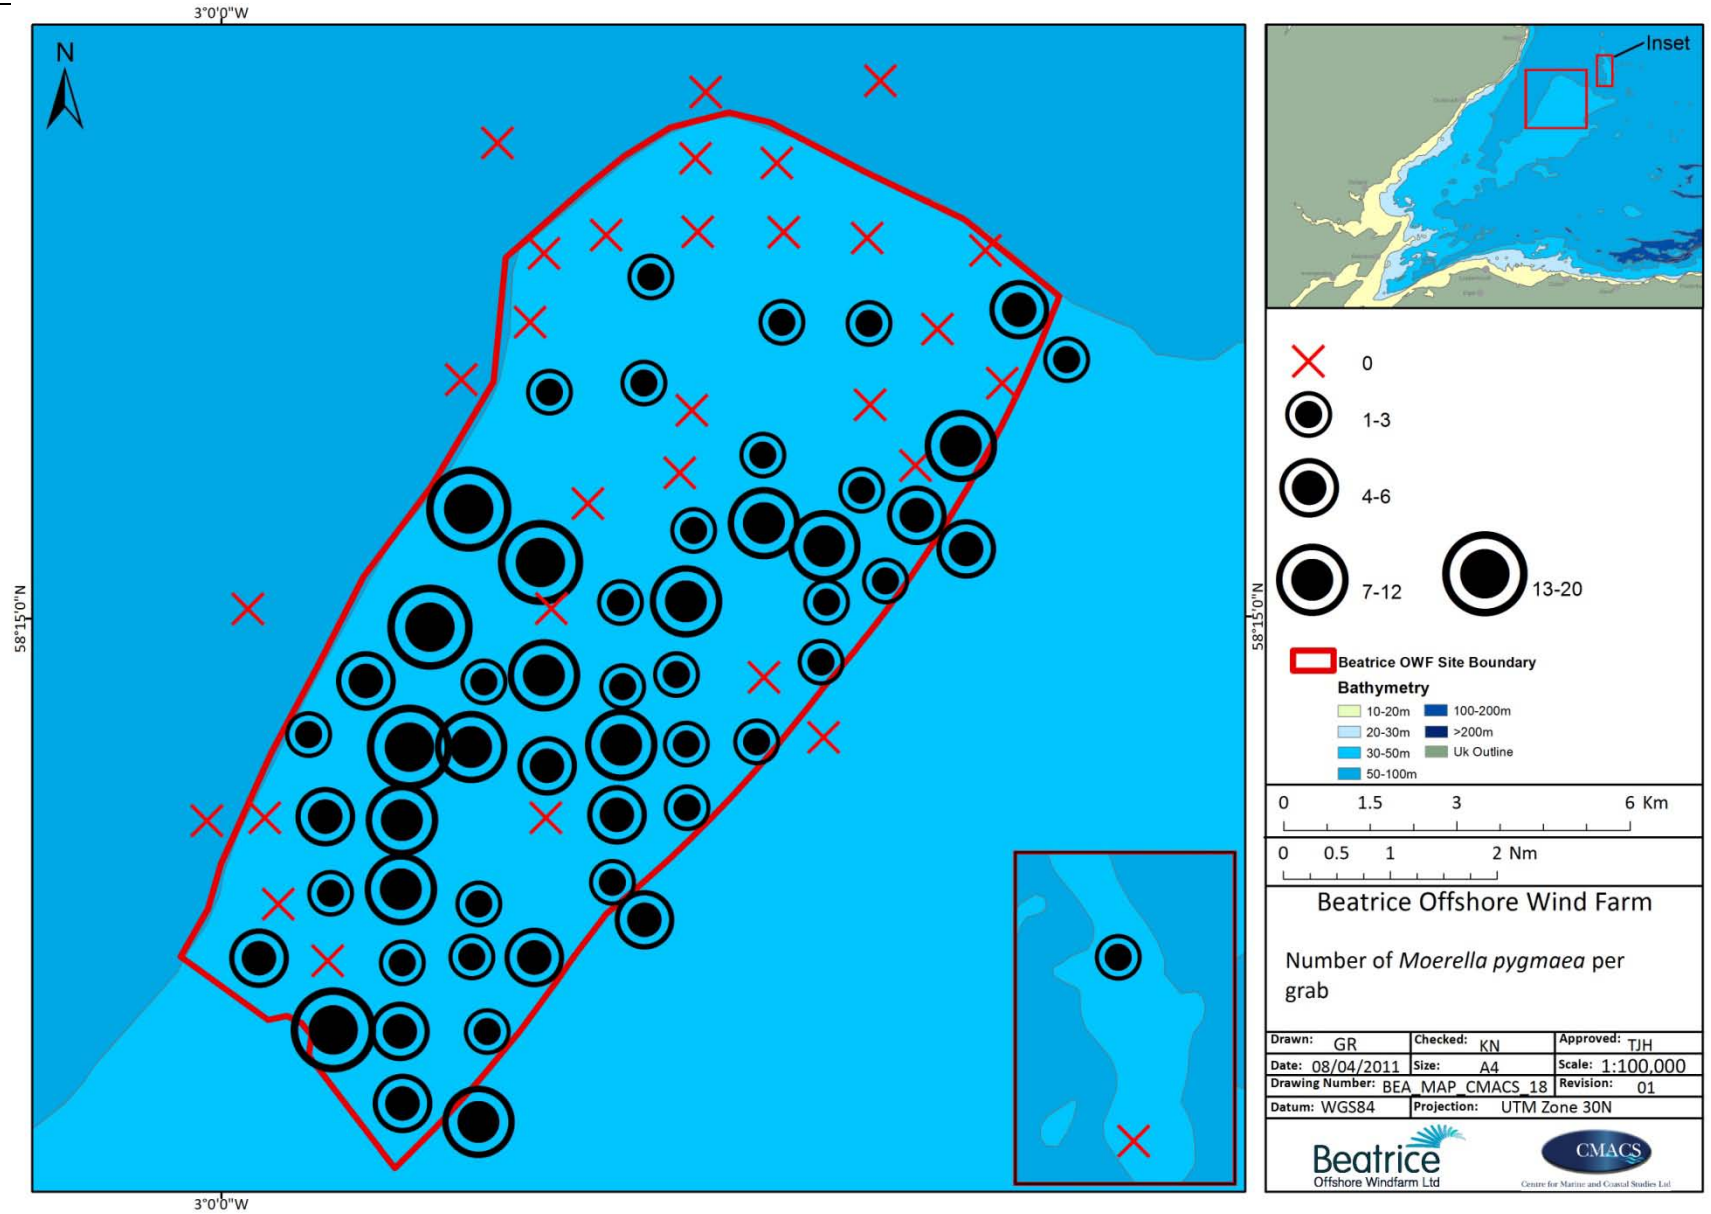 3°0'0"W
N
Inset
0
1-3
4-6
7-12
13-20
58°15'0"N
58°15'0"N
Beatrice OWF Site Boundary
Bathymetry
10-20m
100-200m
20-30m
>200m
30-50m
Uk Outline
50-100m
0 1.5 3 6 Km
0 0.5 1 2 Nm
Beatrice Offshore Wind Farm
Number of Moerella pygmaea per
grab
Drawn: GR Checked: KN Approved: TJH
Date: 08/04/2011 Size: A4 Scale: 1:100,000
Drawing Number: BEA_MAP_CMACS_18 Revision: 01
Datum: WGS84 Projection: UTM Zone 30N
Beatrice
Offshore Windfarm Ltd
CMACS
Centre for Marine and Coastal Studies Ltd
3°0'0"W